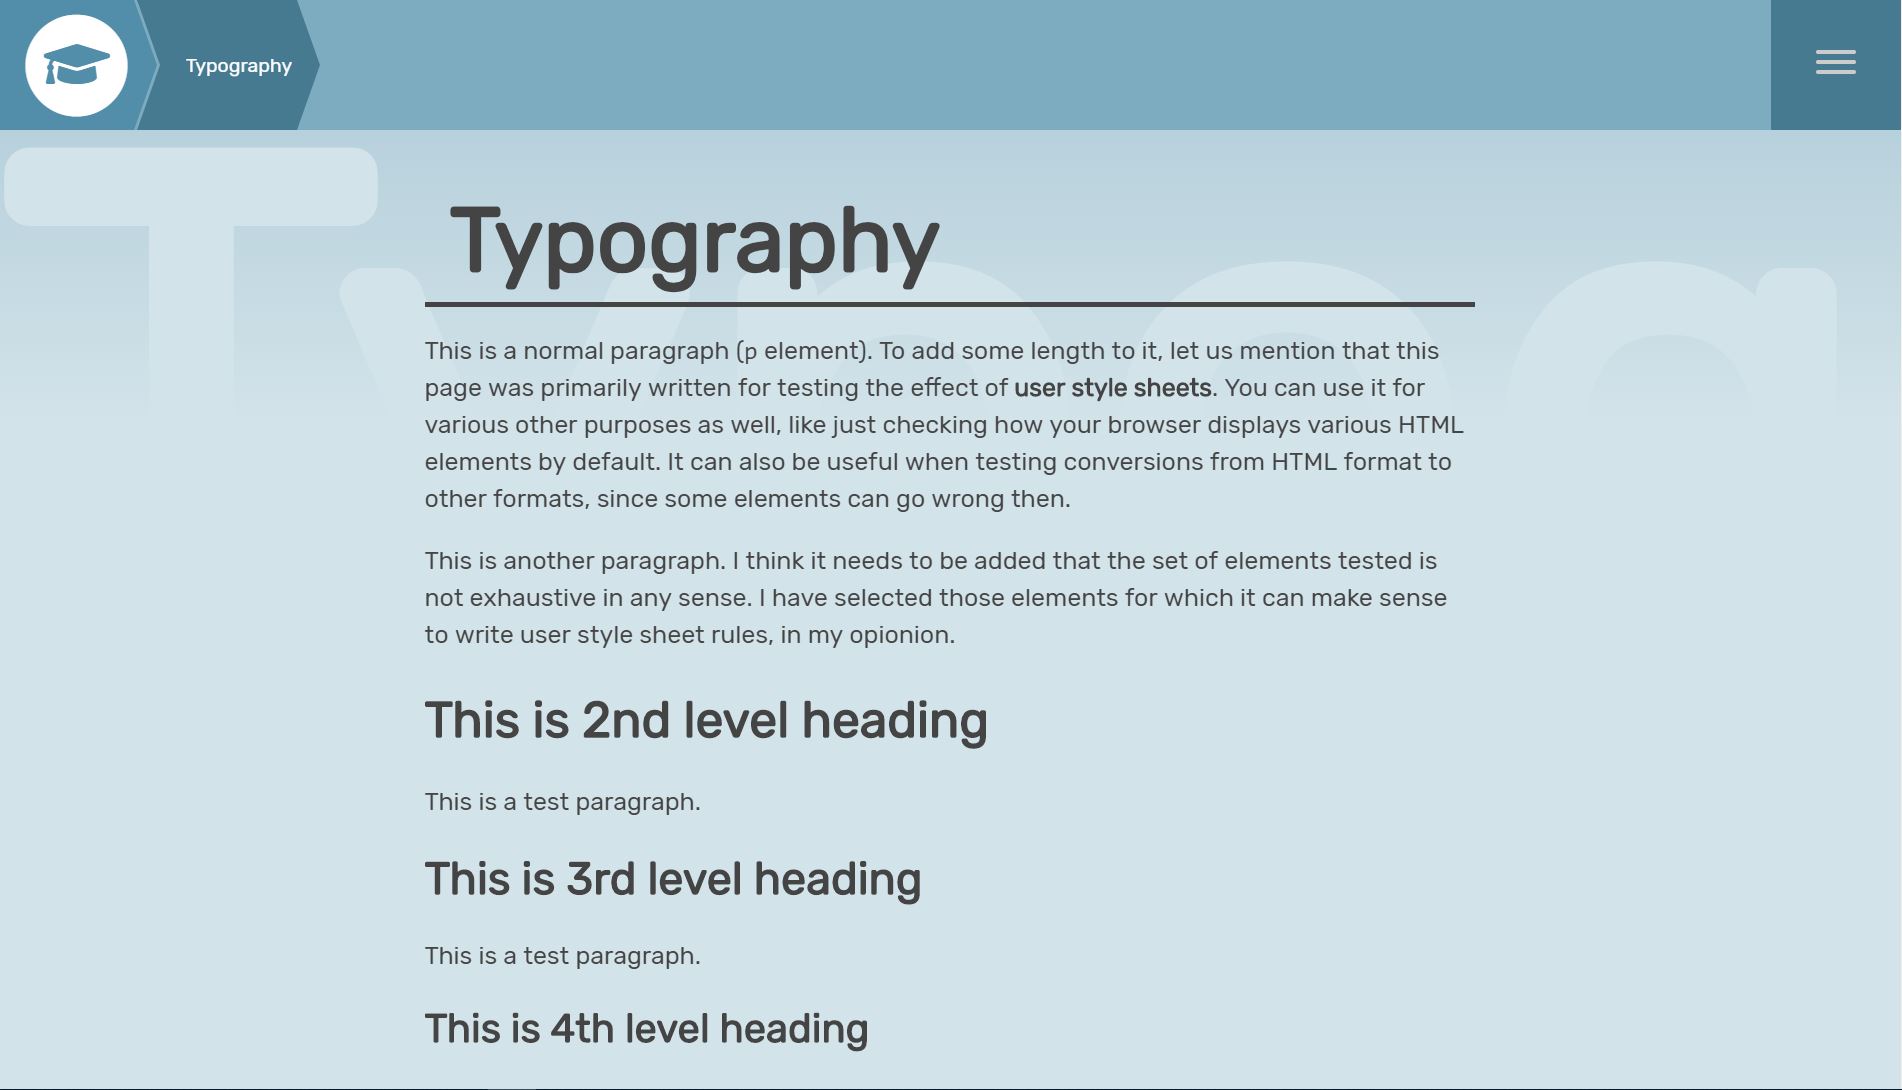 Typography
Typography
This is a normal paragraph (p element). To add some length to it, let us mention that this
page was primarily written for testing the effect of user style sheets. You can use it for
various other purposes as well, like just checking how your browser displays various HTML
elements by default. It can also be useful when testing conversions from HTML format to
other formats, since some elements can go wrong then.
This is another paragraph. I think it needs to be added that the set of elements tested is
not exhaustive in any sense. I have selected those elements for which it can make sense
to write user style sheet rules, in my opionion.
This is 2nd level heading
This is a test paragraph.
This is 3rd level heading
This is a test paragraph.
This is 4th level heading
Typog